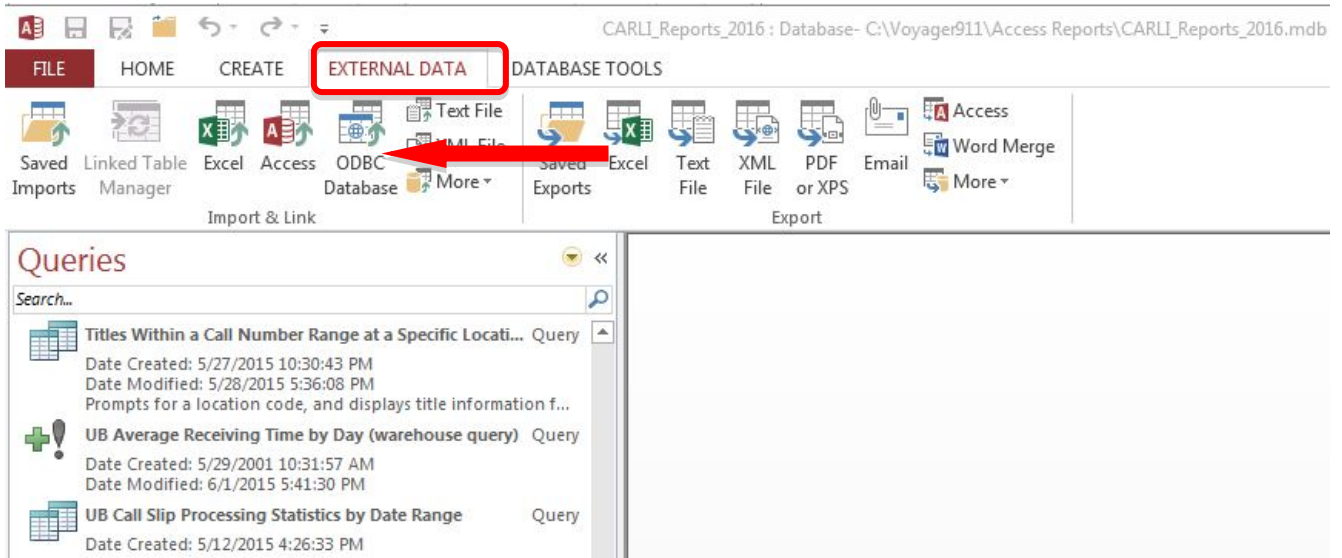 CARLI_Reports_2016 : Database- C:\Voyager911\Access Reports\CARLI_Reports_2016.mdb
FILE HOME CREATE EXTERNAL DATA DATABASE TOOLS
Saved Imports
Linked Table Manager
Excel
Access
ODBC Database
Text File
XML File
More
Import & Link
Saved Exports
Excel
Text File
XML File
PDF or XPS
Email
Access
Word Merge
More
Export
Queries
Search...
Titles Within a Call Number Range at a Specific Locati... Query
Date Created: 5/27/2015 10:30:43 PM
Date Modified: 5/28/2015 5:36:08 PM
Prompts for a location code, and displays title information f...
UB Average Receiving Time by Day (warehouse query) Query
Date Created: 5/29/2001 10:31:57 AM
Date Modified: 6/1/2015 5:41:30 PM
UB Call Slip Processing Statistics by Date Range Query
Date Created: 5/12/2015 4:26:33 PM